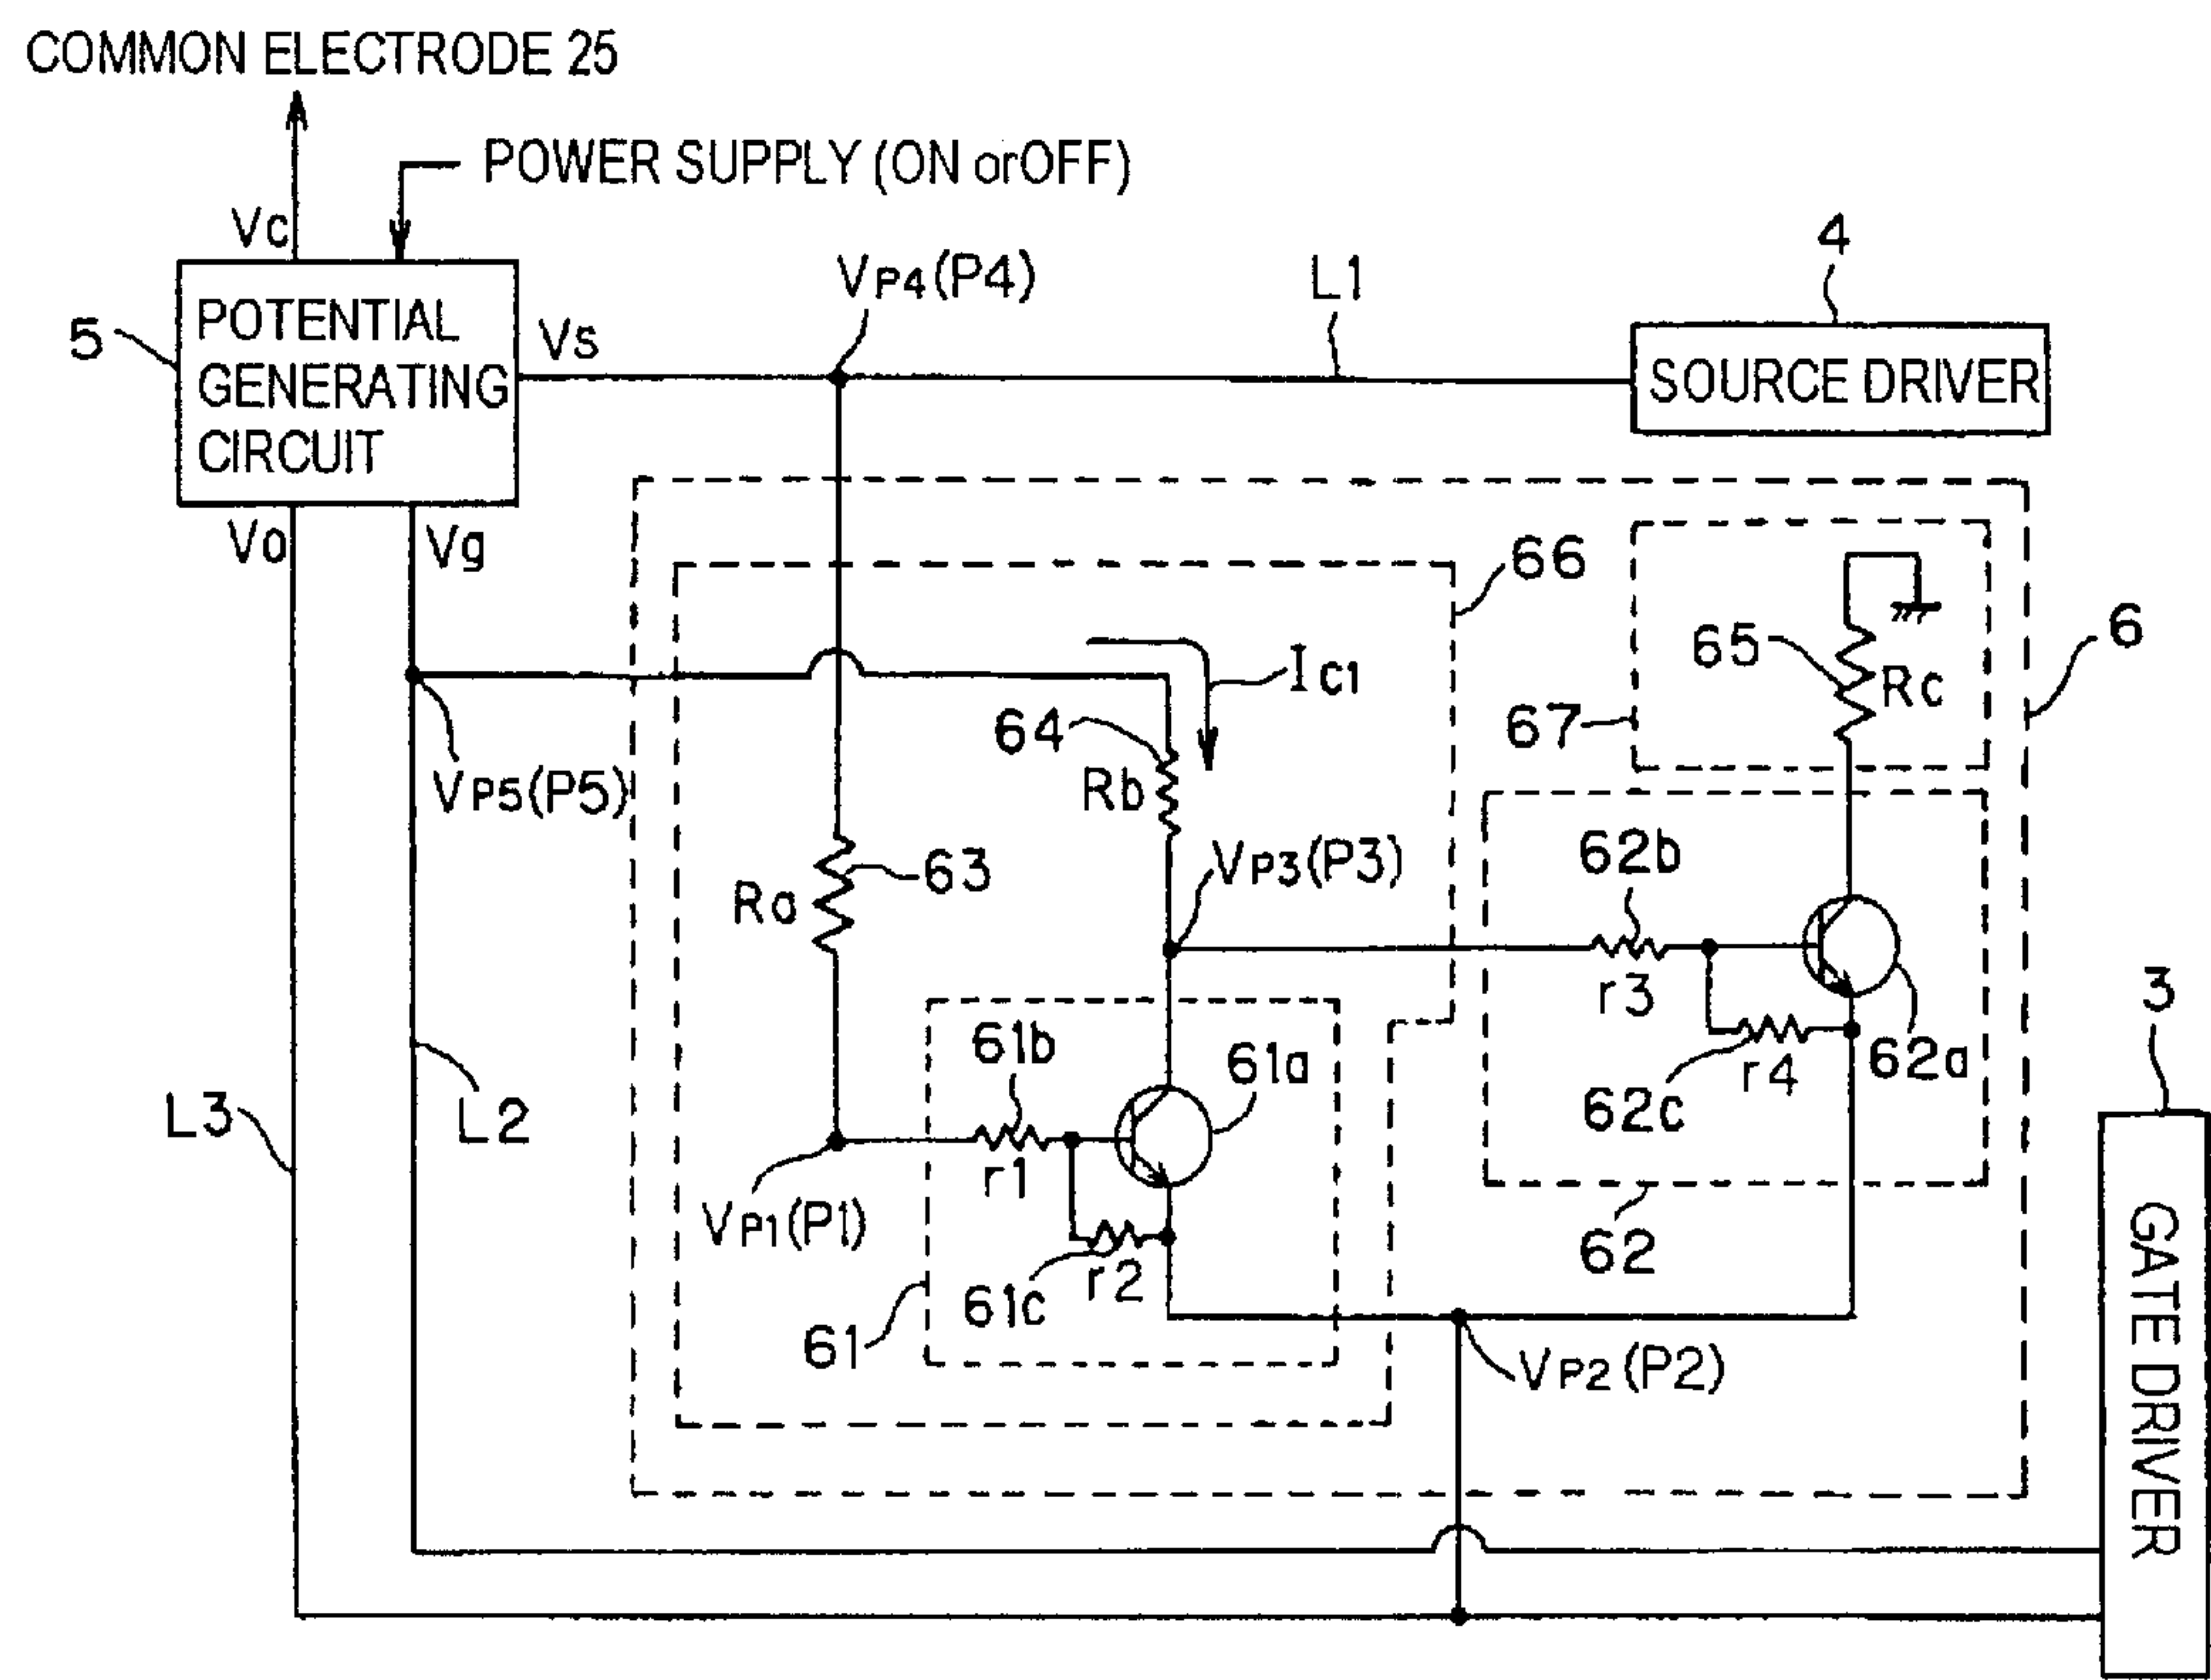 COMMON ELECTRODE 25
POWER SUPPLY (ON orOFF)
Vc
4
VP4(P4)
L1
5
POTENTIAL
GENERATING
CIRCUIT
Vs
SOURCE DRIVER
Vo
Vg
66
6
65
Rc
IC1
64
67
VP5(P5)
Rb
62b
VP3(P3)
63
Ra
r3
3
61b
61a
62a
r4
62c
L3
L2
r1
VP1(P1)
62
r2
61c
61
VP2(P2)
GATE DRIVER